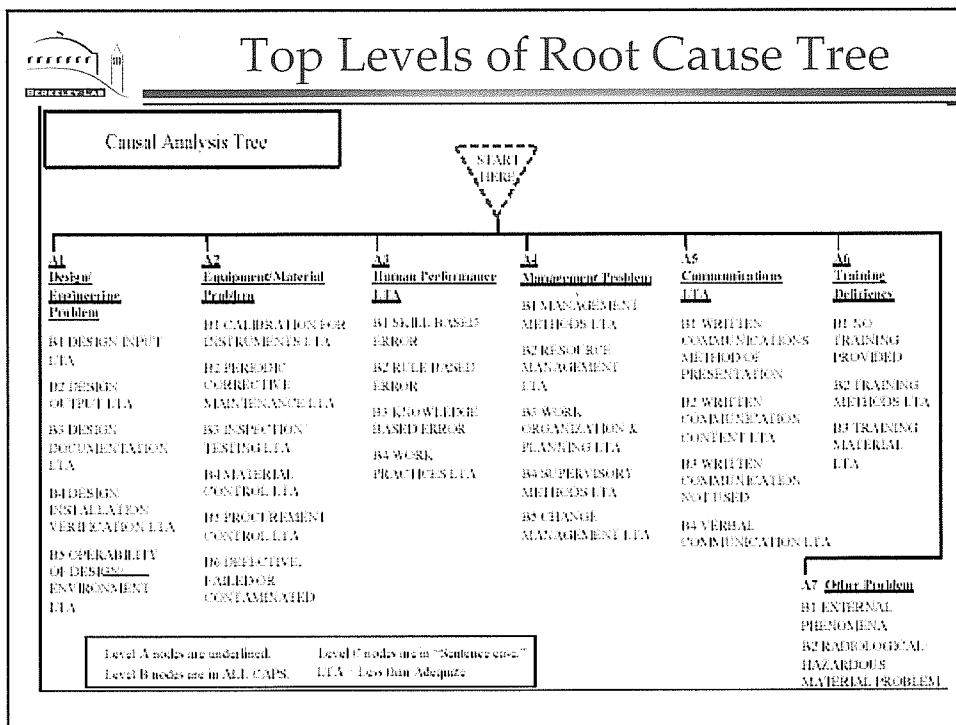 Top Levels of Root Cause Tree
BERKELEY LAB
Causal Analysis Tree
START
HERE
A1
Design/
Engineering
Problem
B1 DESIGN INPUT
LTA
B2 DESIGN
OUTPUT LTA
B3 DESIGN
DOCUMENTATION
LTA
B4 DESIGN
INSTALLATION
VERIFICATION LTA
B5 OPERABILITY
OF DESIGN/
ENVIRONMENT
LTA
A2
Equipment/Material
Problem
B1 CALIBRATION FOR
INSTRUMENTS LTA
B2 PERIODIC
CORRECTIVE
MAINTENANCE LTA
B3 INSPECTION
TESTING LTA
B4 MATERIAL
CONTROL LTA
B5 PROCUREMENT
CONTROL LTA
B6 DEFECTIVE,
FAILED OR
CONTAMINATED
A3
Human Performance
LTA
B1 SKILL BASED
ERROR
B2 RULE BASED
ERROR
B3 KNOWLEDGE
BASED ERROR
B4 WORK
PRACTICES LTA
A4
Management Problem
B1 MANAGEMENT
METHODS LTA
B2 RESOURCE
MANAGEMENT
LTA
B3 WORK
ORGANIZATION &
PLANNING LTA
B4 SUPERVISORY
METHODS LTA
B5 CHANGE
MANAGEMENT LTA
A5
Communications
LTA
B1 WRITTEN
COMMUNICATIONS
METHOD OF
PRESENTATION
B2 WRITTEN
COMMUNICATION
CONTENT LTA
B3 WRITTEN
COMMUNICATION
NOT USED
B4 VERBAL
COMMUNICATION LTA
A6
Training
Deficiency
B1 NO
TRAINING
PROVIDED
B2 TRAINING
METHODS LTA
B3 TRAINING
MATERIAL
LTA
A7 Other Problem
B1 EXTERNAL
PHENOMENA
B2 RADIOLOGICAL/
HAZARDOUS
MATERIAL PROBLEM
Level A nodes are underlined.
Level B nodes are in ALL CAPS.
Level C nodes are in "Sentence case."
LTA = Less than Adequate